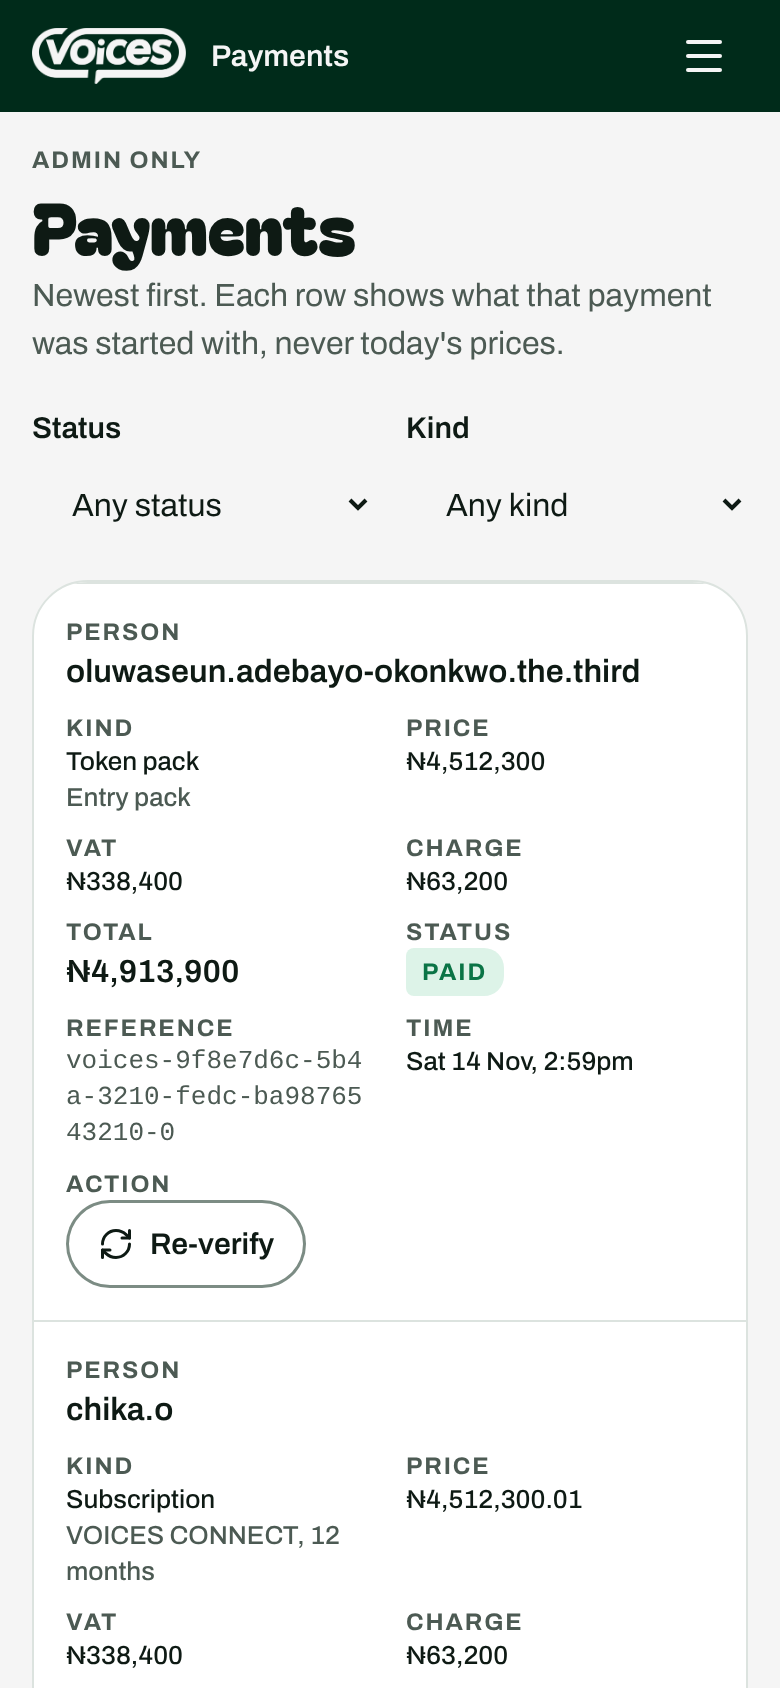 voices Payments
ADMIN ONLY
Payments
Newest first. Each row shows what that payment
was started with, never today's prices.
Status Kind
Any status Any kind
PERSON
oluwaseun.adebayo-okonkwo.the.third
KIND PRICE
Token pack ₦4,512,300
Entry pack
VAT CHARGE
₦338,400 ₦63,200
TOTAL STATUS
₦4,913,900 PAID
REFERENCE TIME
voices-9f8e7d6c-5b4 Sat 14 Nov, 2:59pm
a-3210-fedc-ba98765
43210-0
ACTION
Re-verify
PERSON
chika.o
KIND PRICE
Subscription ₦4,512,300.01
VOICES CONNECT, 12
months
VAT CHARGE
₦338,400 ₦63,200